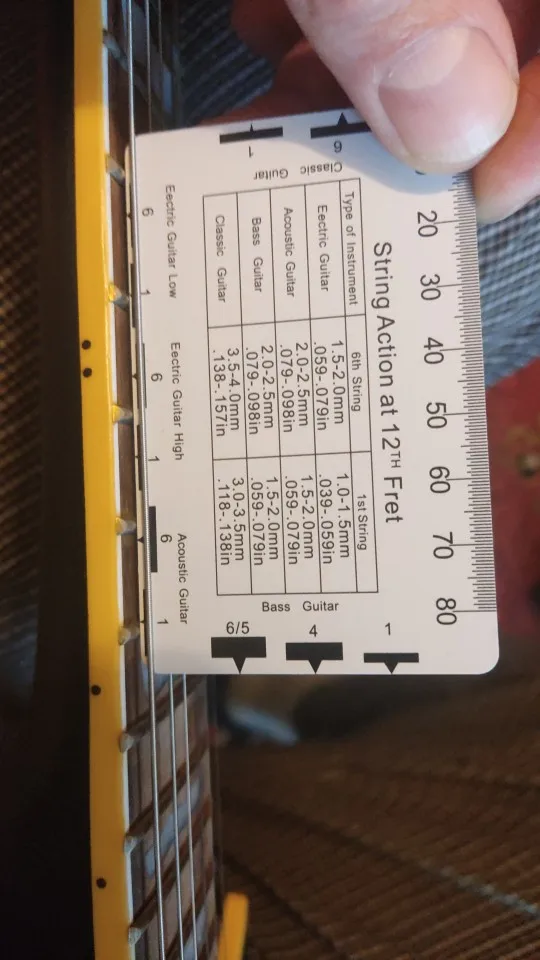 20 30 40 50 60 70 80
String Action at 12TH Fret
Type of Instrument 6th String 1st String
Eectric Guitar 1.5-2.0mm 1.0-1.5mm
.059-.079in .039-.059in
Acoustic Guitar 2.0-2.5mm 1.5-2.0mm
.079-.098in .059-.079in
Bass Guitar 2.0-2.5mm 1.5-2.0mm
.079-.098in .059-.079in
Classic Guitar 3.5-4.0mm 3.0-3.5mm
.138-.157in .118-.138in
Classic Guitar
6
1
Bass Guitar
1
4
6/5
Eectric Guitar Low
6 1
Eectric Guitar High
6 1
Acoustic Guitar
6 1